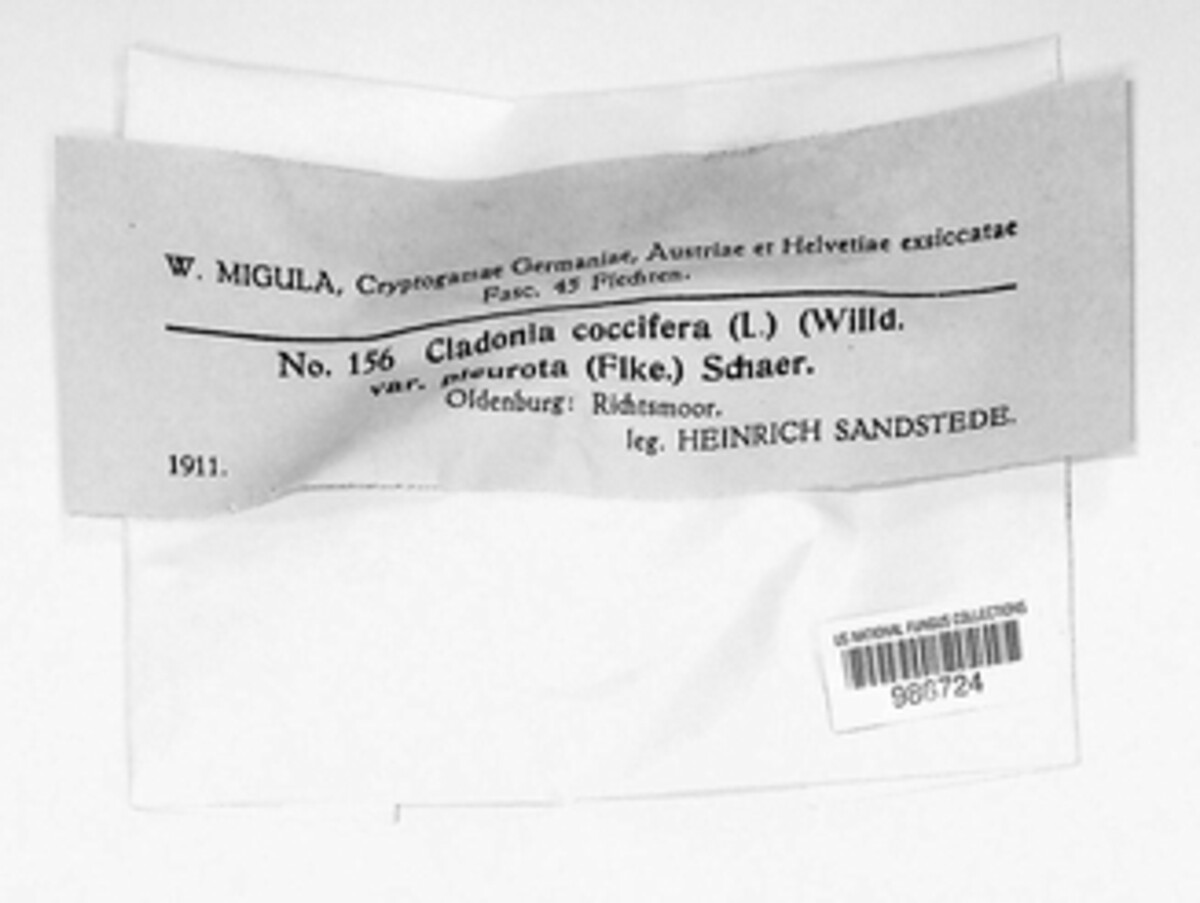 W. MIGULA, Cryptogamae Germaniae, Austriae et Helvetiae exsiccatae
Fasc. 45 Flechten.
No. 156 Cladonia coccifera (L.) (Willd.
var. pleurota (Flke.) Schaer.
Oldenburg: Richtsmoor.
leg. HEINRICH SANDSTEDE.
1911.
US NATIONAL FUNGUS COLLECTIONS